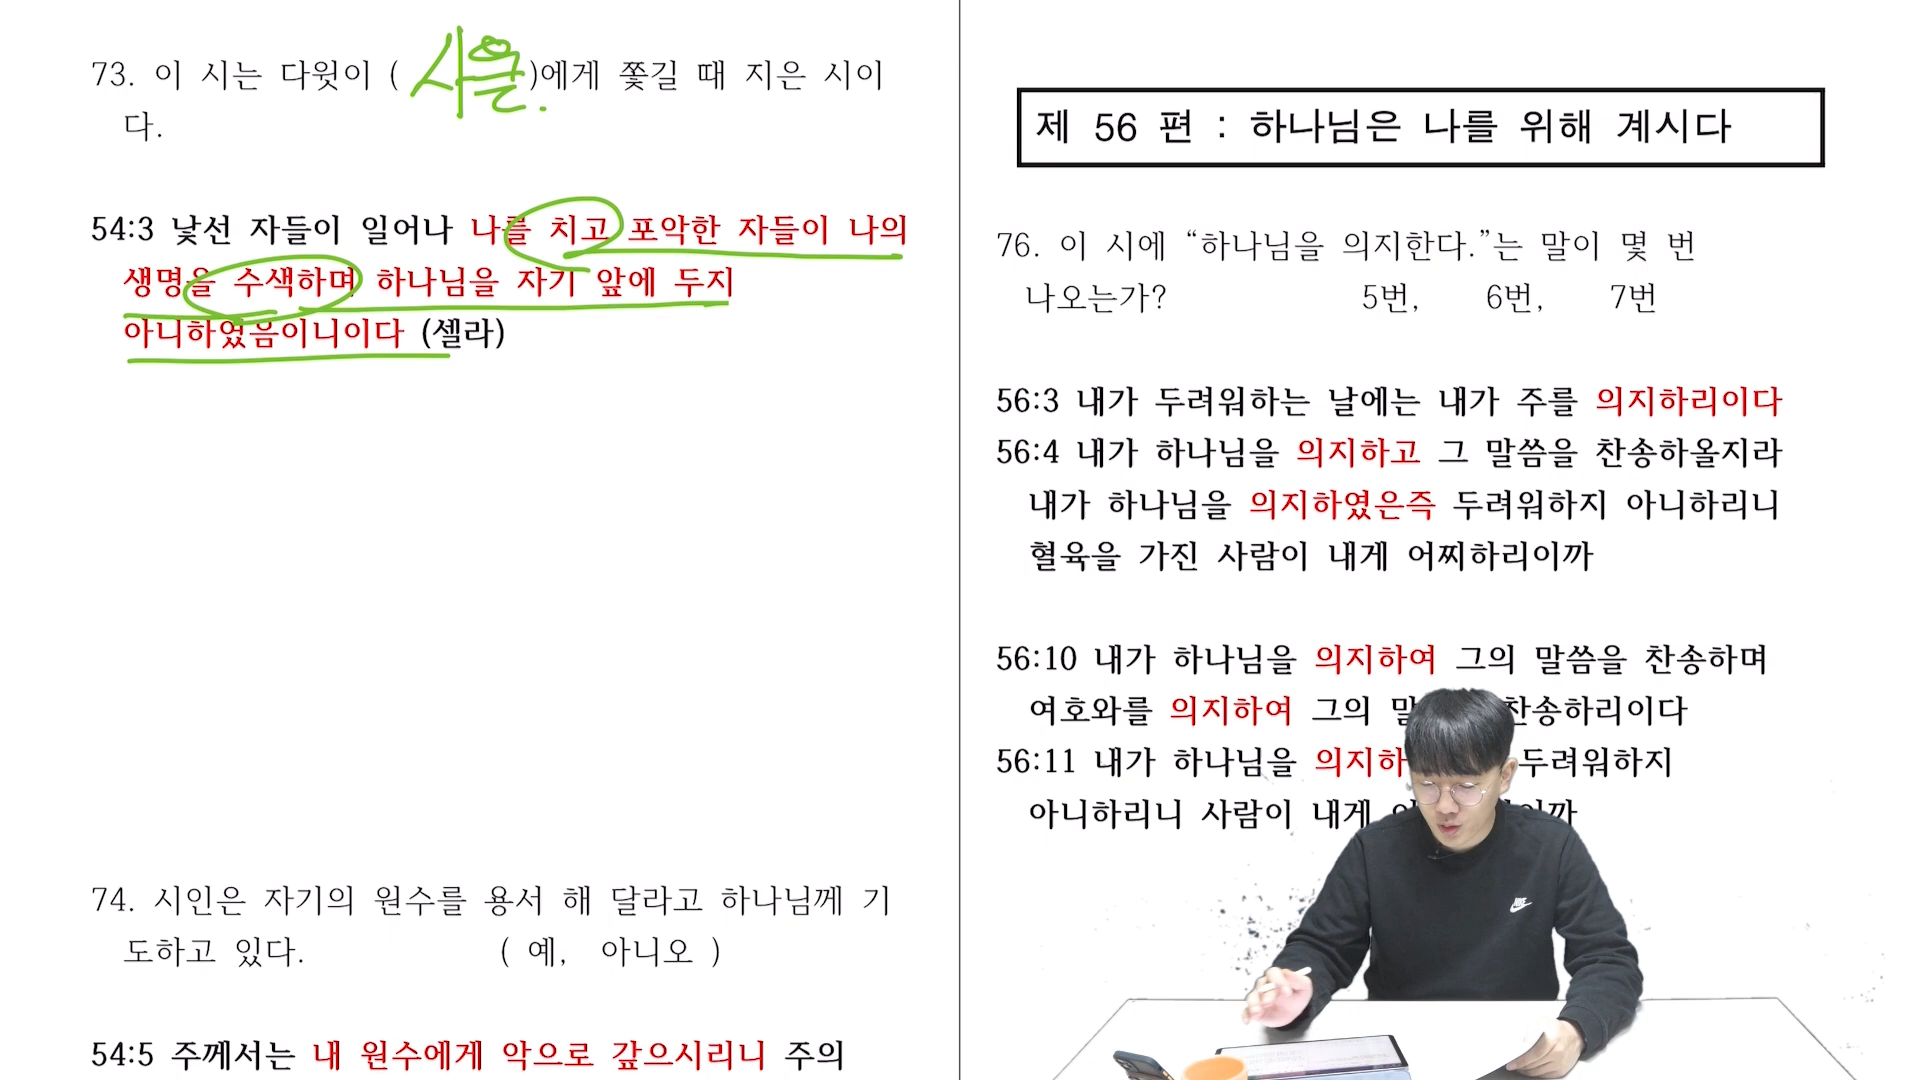 73. 이 시는 다윗이 ( 사울 )에게 쫓길 때 지은 시이
다.
54:3 낯선 자들이 일어나 나를 치고 포악한 자들이 나의
생명을 수색하며 하나님을 자기 앞에 두지
아니하였음이니이다 (셀라)
74. 시인은 자기의 원수를 용서 해 달라고 하나님께 기
도하고 있다. ( 예, 아니오 )
54:5 주께서는 내 원수에게 악으로 갚으시리니 주의
제 56 편 : 하나님은 나를 위해 계시다
76. 이 시에 “하나님을 의지한다.”는 말이 몇 번
나오는가? 5번, 6번, 7번
56:3 내가 두려워하는 날에는 내가 주를 의지하리이다
56:4 내가 하나님을 의지하고 그 말씀을 찬송하올지라
내가 하나님을 의지하였은즉 두려워하지 아니하리니
혈육을 가진 사람이 내게 어찌하리이까
56:10 내가 하나님을 의지하여 그의 말씀을 찬송하며
여호와를 의지하여 그의 찬송하리이다
56:11 내가 하나님을 두려워하지
아니하리니 사람이 내게